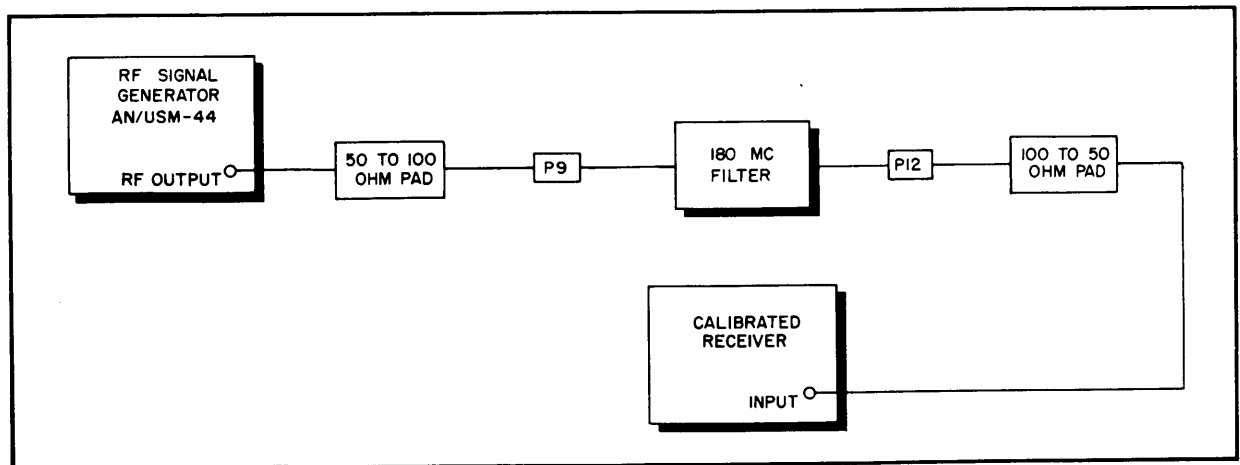 RF SIGNAL
GENERATOR
AN/USM-44
RF OUTPUT
50 TO 100
OHM PAD
P9
180 MC
FILTER
P12
100 TO 50
OHM PAD
CALIBRATED
RECEIVER
INPUT